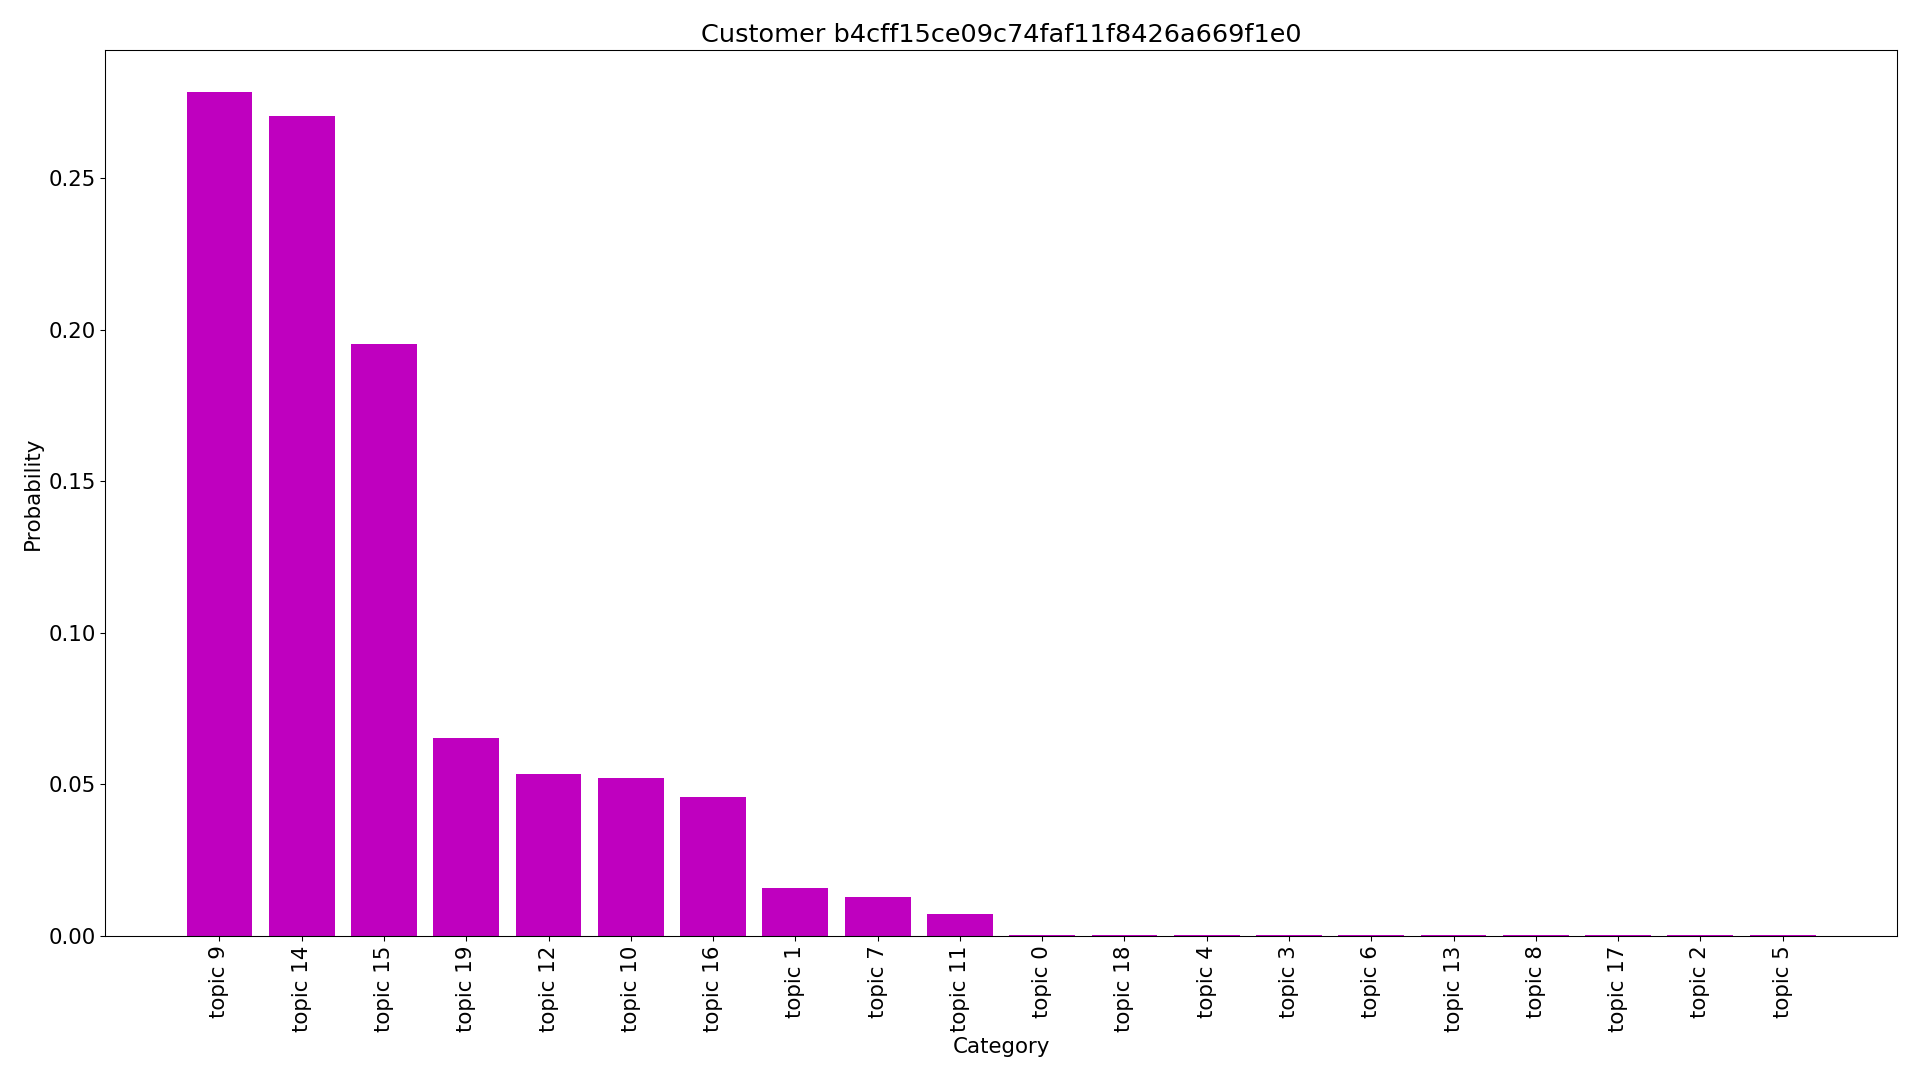 Customer b4cff15ce09c74faf11f8426a669f1e0
Probability
0.25
0.20
0.15
0.10
0.05
0.00
topic 9
topic 14
topic 15
topic 19
topic 12
topic 10
topic 16
topic 1
topic 7
topic 11
topic 0
topic 18
topic 4
topic 3
topic 6
topic 13
topic 8
topic 17
topic 2
topic 5
Category